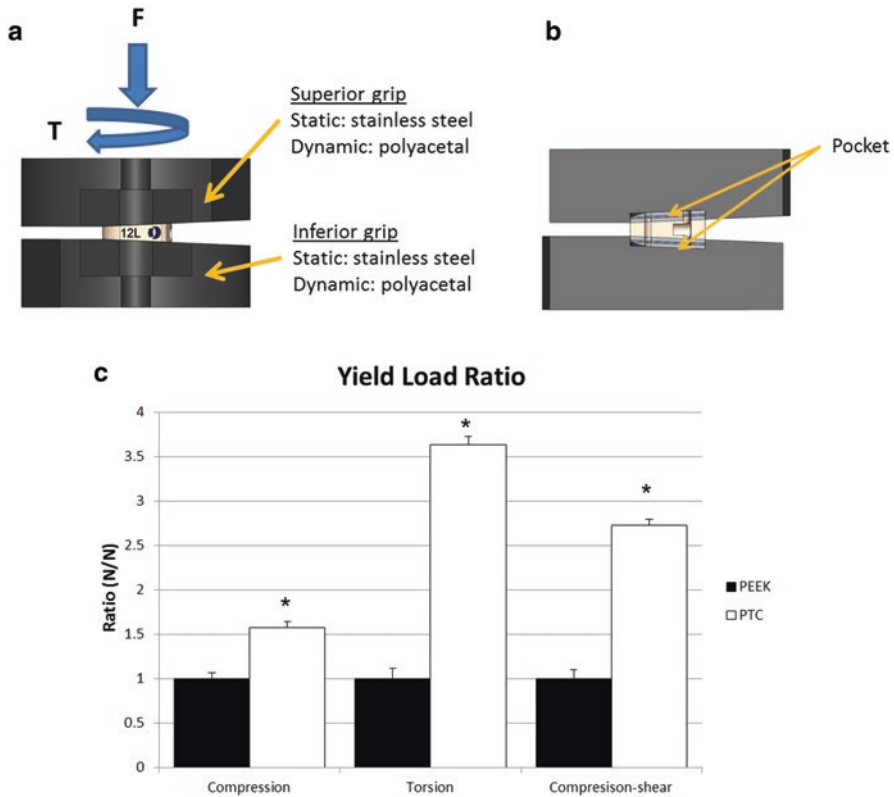 a
F
T
Superior grip
Static: stainless steel
Dynamic: polyacetal
12L
Inferior grip
Static: stainless steel
Dynamic: polyacetal
b
Pocket
c
Yield Load Ratio
Ratio (N/N)
4
3.5
3
2.5
2
1.5
1
0.5
0
*
*
*
Compression
Torsion
Compresison-shear
PEEK
PTC